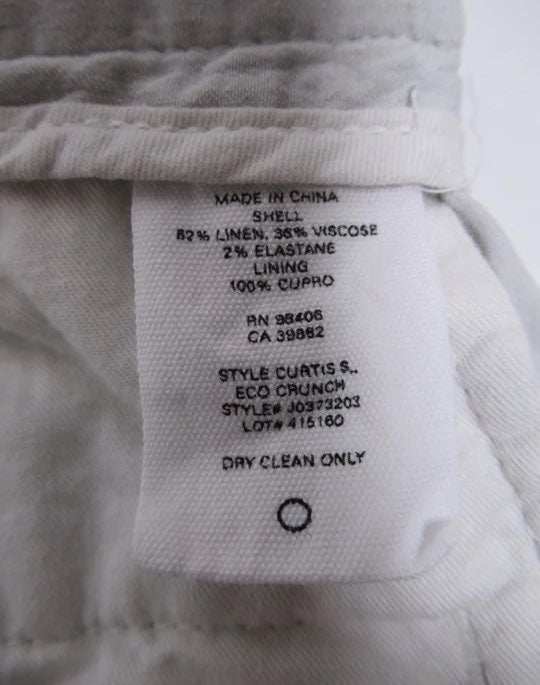 MADE IN CHINA
SHELL
62% LINEN, 36% VISCOSE
2% ELASTANE
LINING
100% CUPRO
RN 98406
CA 39882
STYLE CURTIS S..
ECO CRUNCH
STYLE# J0373203
LOT# 415160
DRY CLEAN ONLY